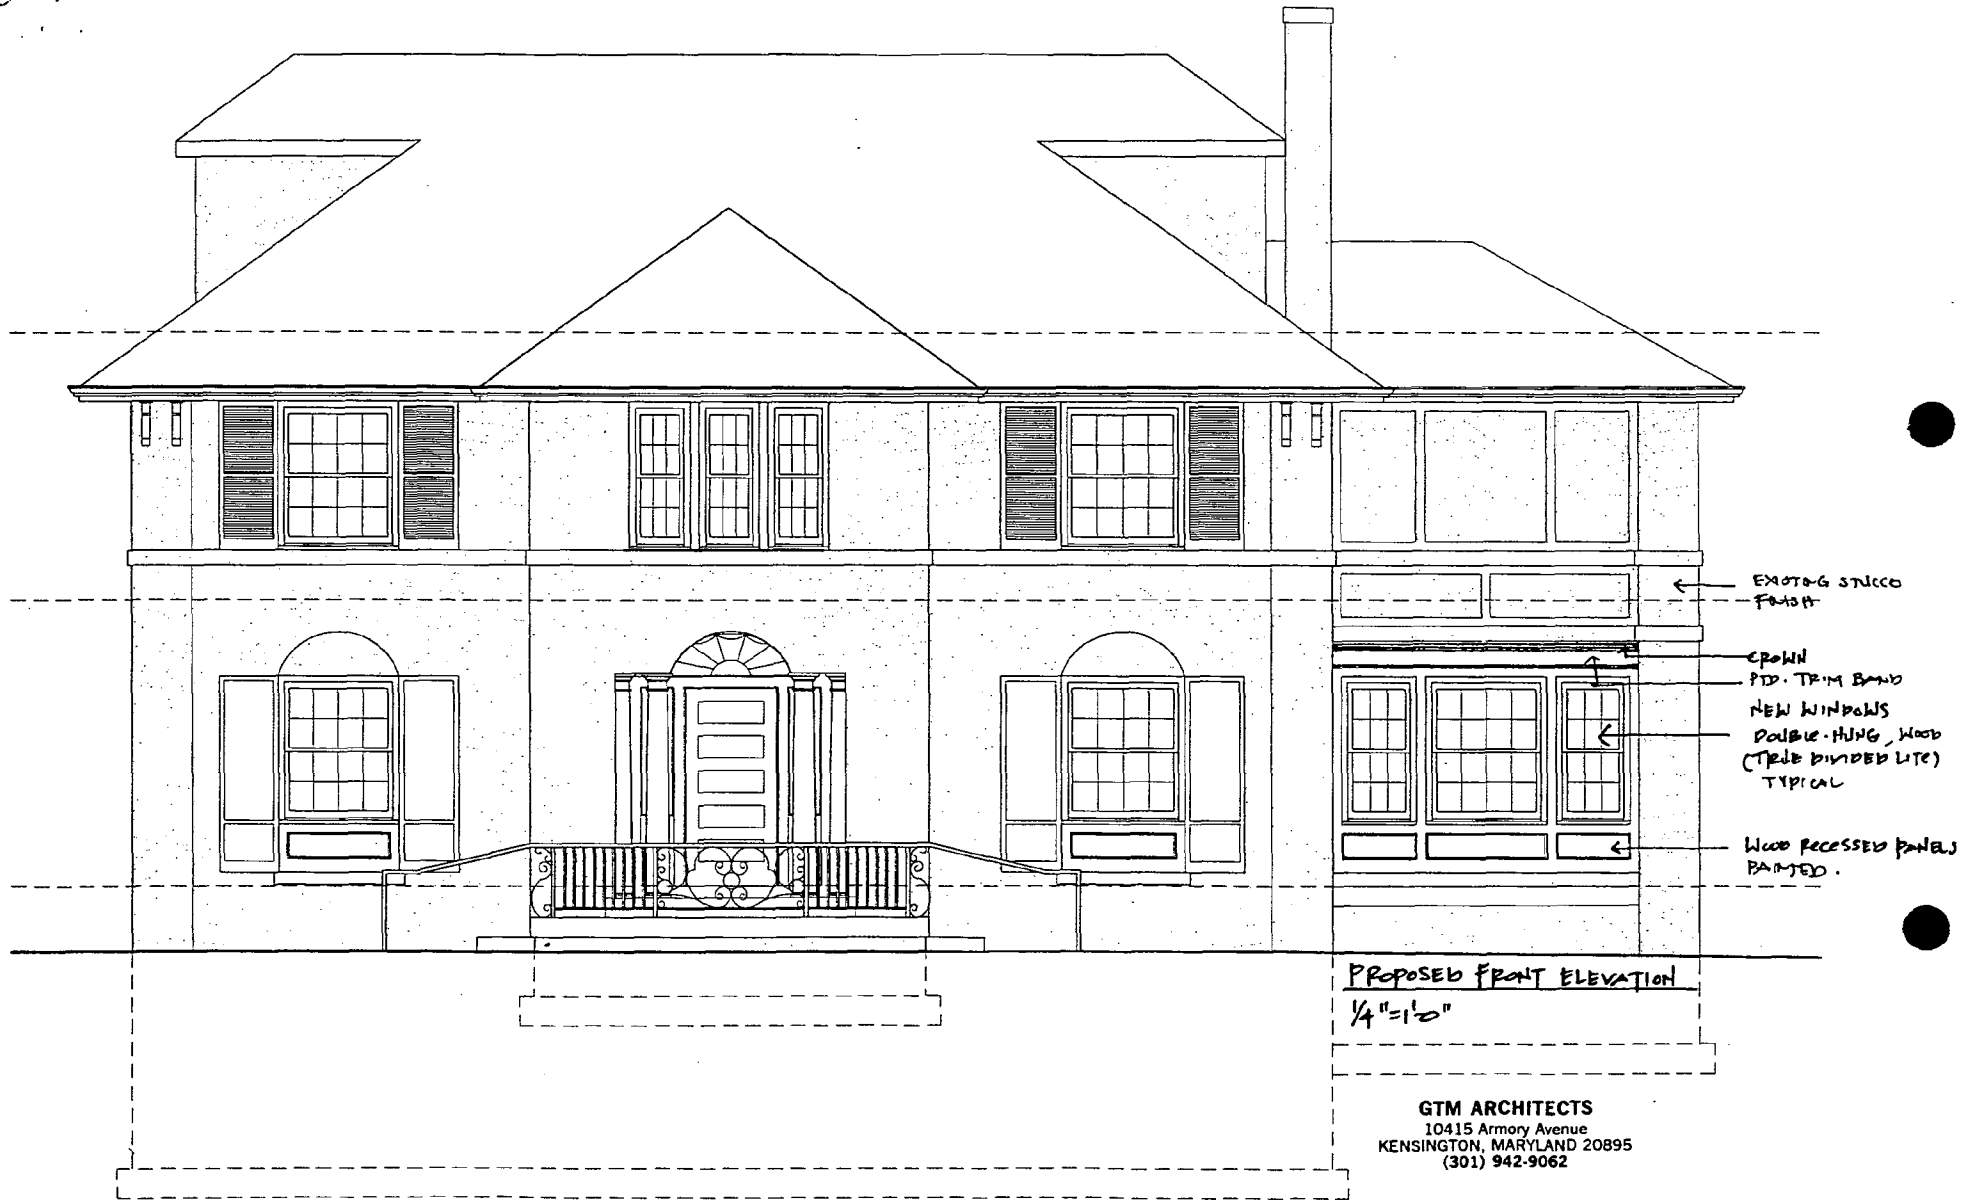 EXISTING STUCCO
FINISH
CROWN
PTD. TRIM BAND
NEW WINDOWS
DOUBLE-HUNG, WOOD
(TRUE DIVIDED LITE)
TYPICAL
WOOD RECESSED PANELS
PAINTED.
PROPOSED FRONT ELEVATION
1/4"=1'-0"
GTM ARCHITECTS
10415 Armory Avenue
KENSINGTON, MARYLAND 20895
(301) 942-9062